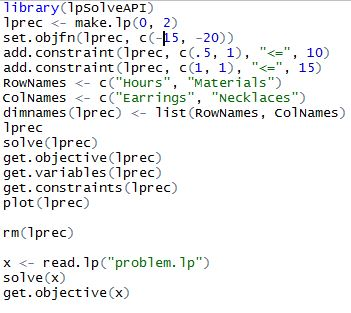 library(lpSolveAPI)
lprec <- make.lp(0, 2)
set.objfn(lprec, c(-15, -20))
add.constraint(lprec, c(.5, 1), "<=", 10)
add.constraint(lprec, c(1, 1), "<=", 15)
RowNames <- c("Hours", "Materials")
ColNames <- c("Earrings", "Necklaces")
dimnames(lprec) <- list(RowNames, ColNames)
lprec
solve(lprec)
get.objective(lprec)
get.variables(lprec)
get.constraints(lprec)
plot(lprec)
rm(lprec)
x <- read.lp("problem.lp")
solve(x)
get.objective(x)